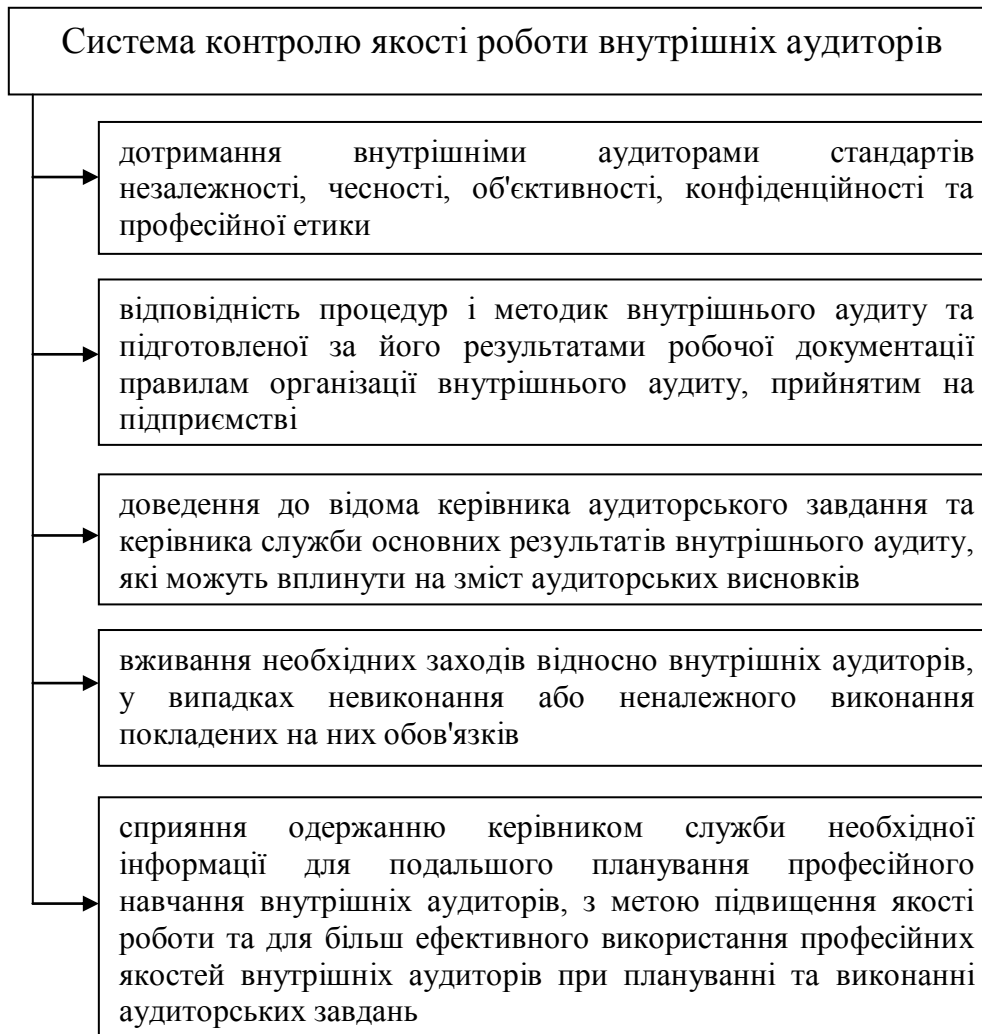 Система контролю якості роботи внутрішніх аудиторів
дотримання внутрішніми аудиторами стандартів
незалежності, чесності, об'єктивності, конфіденційності та
професійної етики
відповідність процедур і методик внутрішнього аудиту та
підготовленої за його результатами робочої документації
правилам організації внутрішнього аудиту, прийнятим на
підприємстві
доведення до відома керівника аудиторського завдання та
керівника служби основних результатів внутрішнього аудиту,
які можуть вплинути на зміст аудиторських висновків
вживання необхідних заходів відносно внутрішніх аудиторів,
у випадках невиконання або неналежного виконання
покладених на них обов'язків
сприяння одержанню керівником служби необхідної
інформації для подальшого планування професійного
навчання внутрішніх аудиторів, з метою підвищення якості
роботи та для більш ефективного використання професійних
якостей внутрішніх аудиторів при плануванні та виконанні
аудиторських завдань